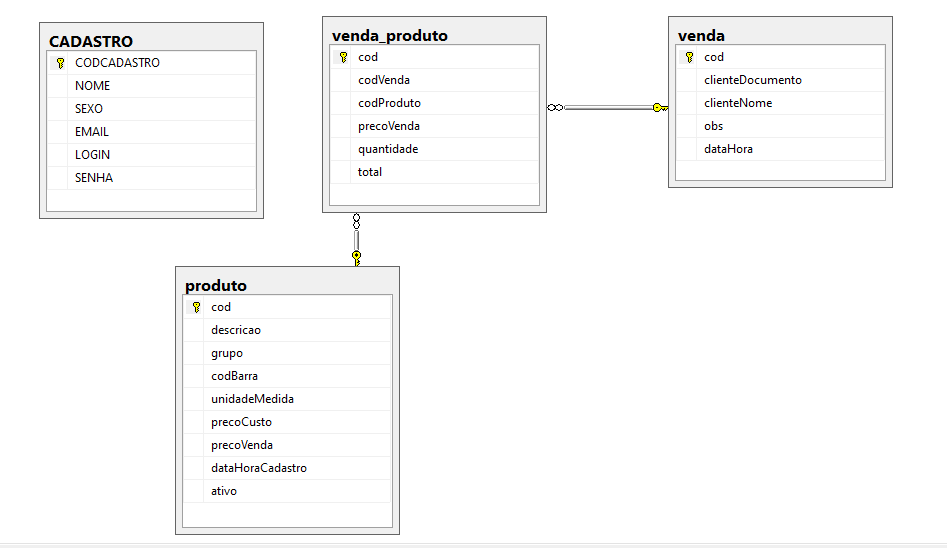 CADASTRO
CODCADASTRO
NOME
SEXO
EMAIL
LOGIN
SENHA
venda_produto
cod
codVenda
codProduto
precoVenda
quantidade
total
venda
cod
clienteDocumento
clienteNome
obs
dataHora
produto
cod
descricao
grupo
codBarra
unidadeMedida
precoCusto
precoVenda
dataHoraCadastro
ativo